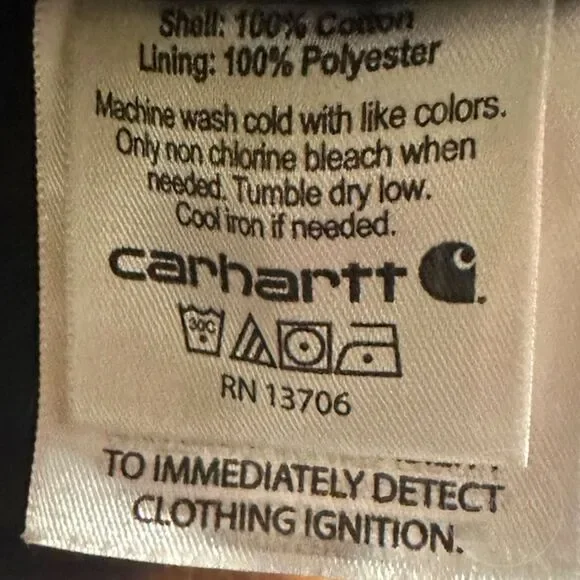 Shell: 100% Cotton
Lining: 100% Polyester
Machine wash cold with like colors.
Only non chlorine bleach when
needed. Tumble dry low.
Cool iron if needed.
carhartt
30C
RN 13706
TO IMMEDIATELY DETECT
CLOTHING IGNITION.